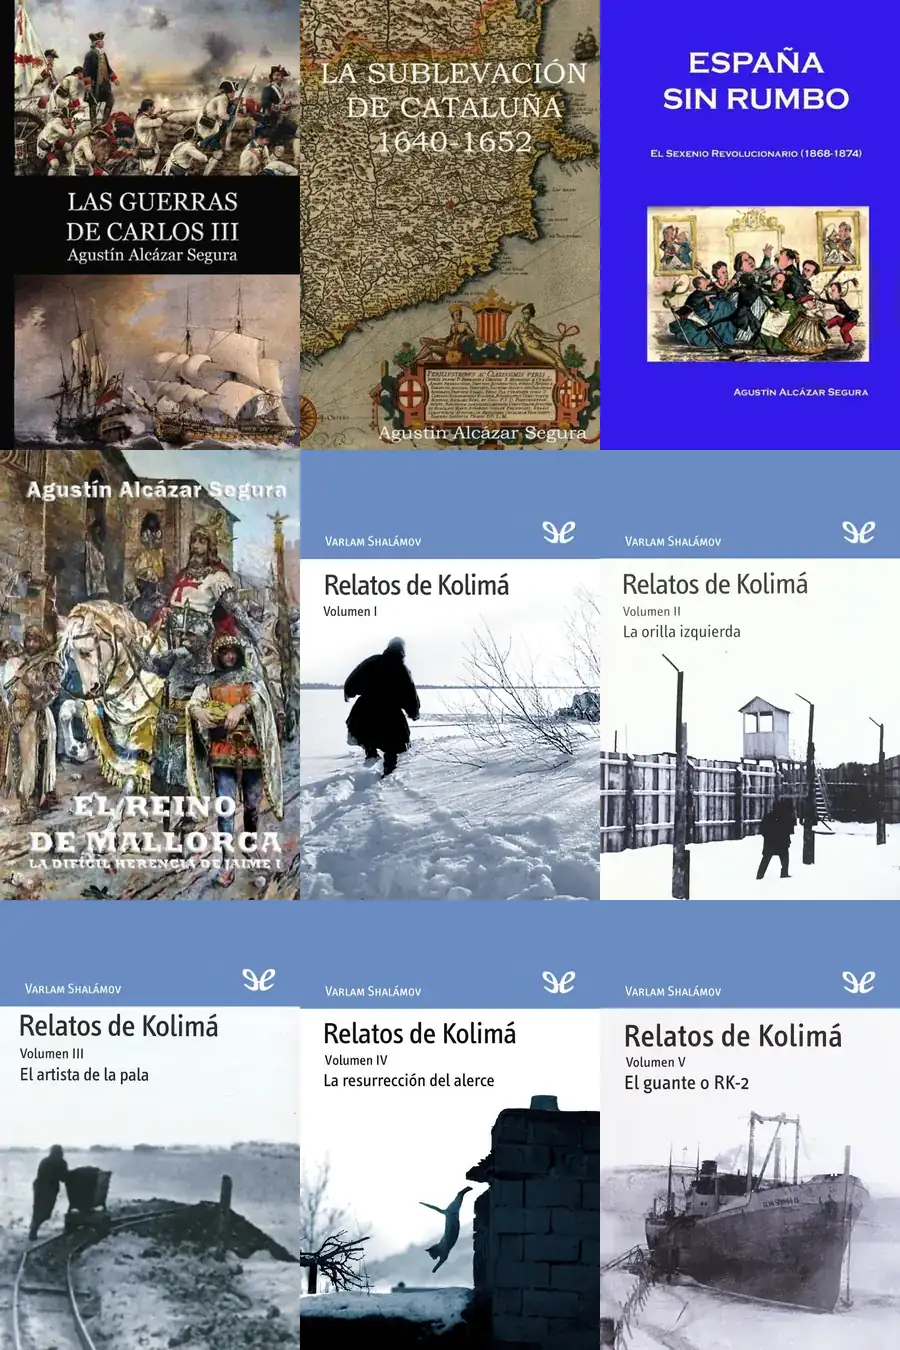 LAS GUERRAS
DE CARLOS III
Agustín Alcázar Segura
LA SUBLEVACIÓN
DE CATALUÑA
1640-1652
Agustín Alcázar Segura
ESPAÑA
SIN RUMBO
El Sexenio Revolucionario (1868-1874)
Agustín Alcázar Segura
Agustín Alcázar Segura
EL REINO
DE MALLORCA
LA DIFÍCIL HERENCIA DE JAIME I
Varlam Shalámov
Relatos de Kolimá
Volumen I
Varlam Shalámov
Relatos de Kolimá
Volumen II
La orilla izquierda
Varlam Shalámov
Relatos de Kolimá
Volumen III
El artista de la pala
Varlam Shalámov
Relatos de Kolimá
Volumen IV
La resurrección del alerce
Varlam Shalámov
Relatos de Kolimá
Volumen V
El guante o RK-2